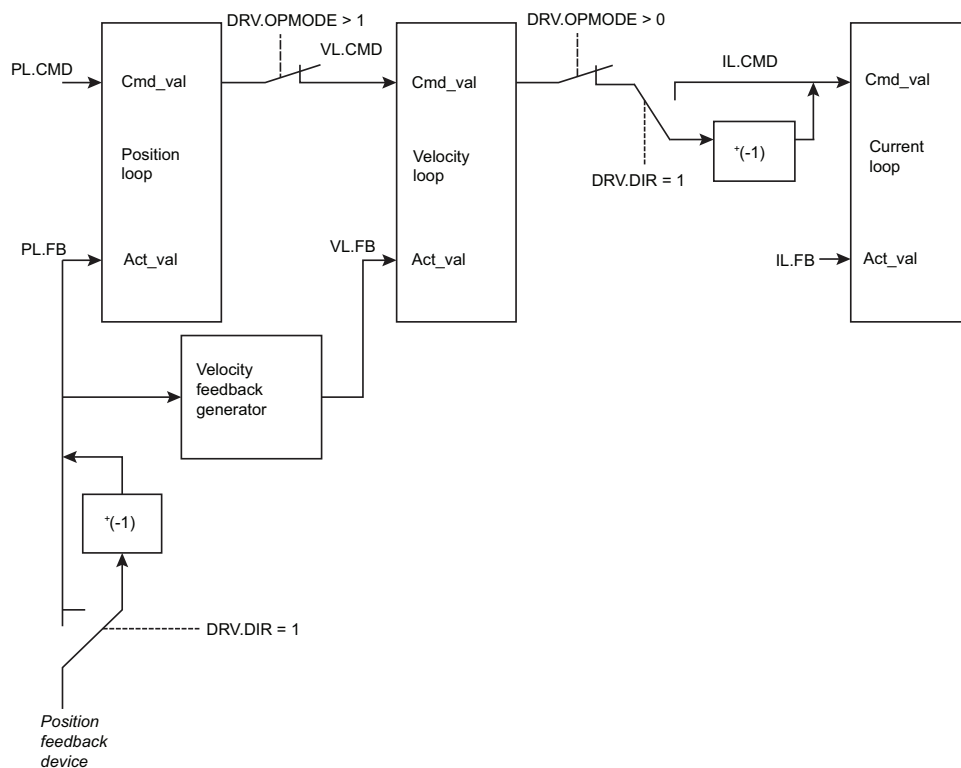 DRV.OPMODE > 1
DRV.OPMODE > 0
PL.CMD
VL.CMD
IL.CMD
Cmd_val
Cmd_val
Cmd_val
Position
loop
Velocity
loop
+(-1)
Current
loop
DRV.DIR = 1
PL.FB
Act_val
VL.FB
Act_val
IL.FB
Act_val
Velocity
feedback
generator
+(-1)
DRV.DIR = 1
Position
feedback
device